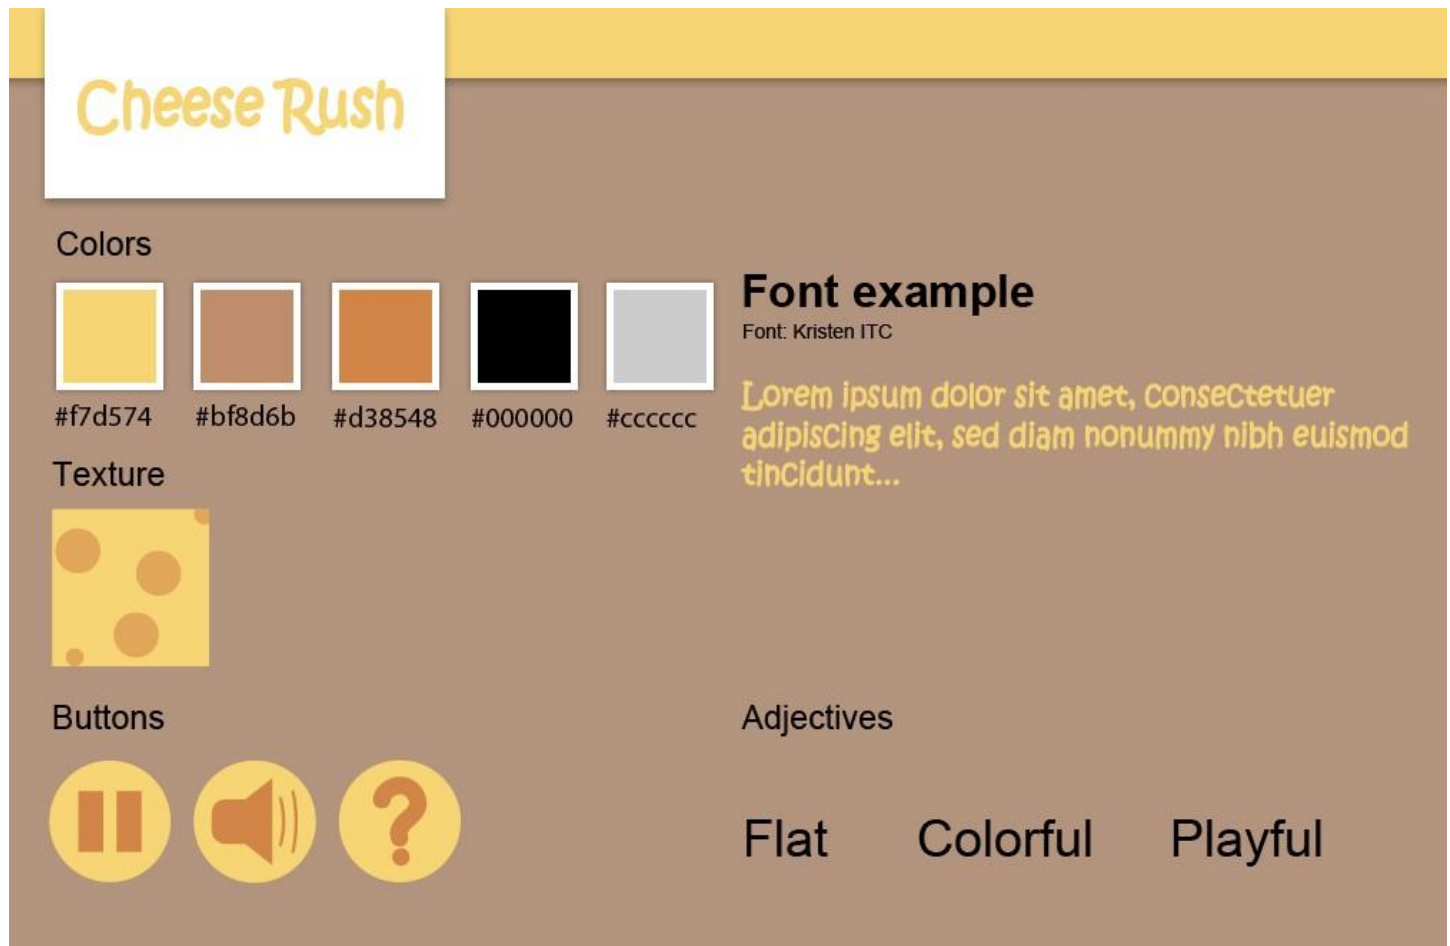 Cheese Rush
Colors
#f7d574 #bf8d6b #d38548 #000000 #cccccc
Font example
Font: Kristen ITC
Lorem ipsum dolor sit amet, consectetuer
adipiscing elit, sed diam nonummy nibh euismod
tincidunt...
Texture
Buttons
?
Adjectives
Flat Colorful Playful